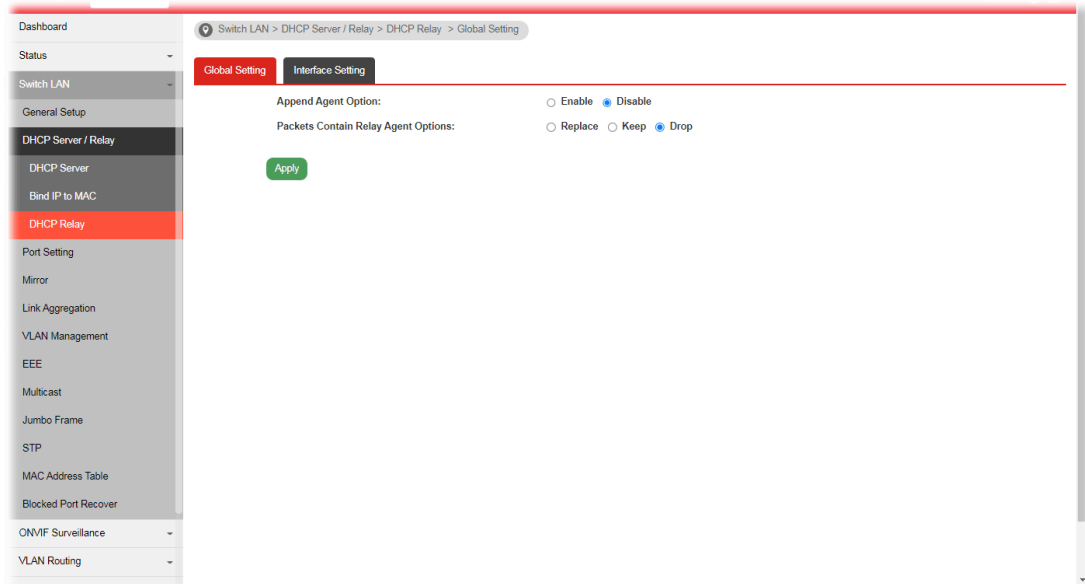 Dashboard
Switch LAN > DHCP Server / Relay > DHCP Relay > Global Setting
Status
Global Setting Interface Setting
Switch LAN
Append Agent Option: Enable Disable
General Setup
Packets Contain Relay Agent Options: Replace Keep Drop
DHCP Server / Relay
DHCP Server
Apply
Bind IP to MAC
DHCP Relay
Port Setting
Mirror
Link Aggregation
VLAN Management
EEE
Multicast
Jumbo Frame
STP
MAC Address Table
Blocked Port Recover
ONVIF Surveillance
VLAN Routing